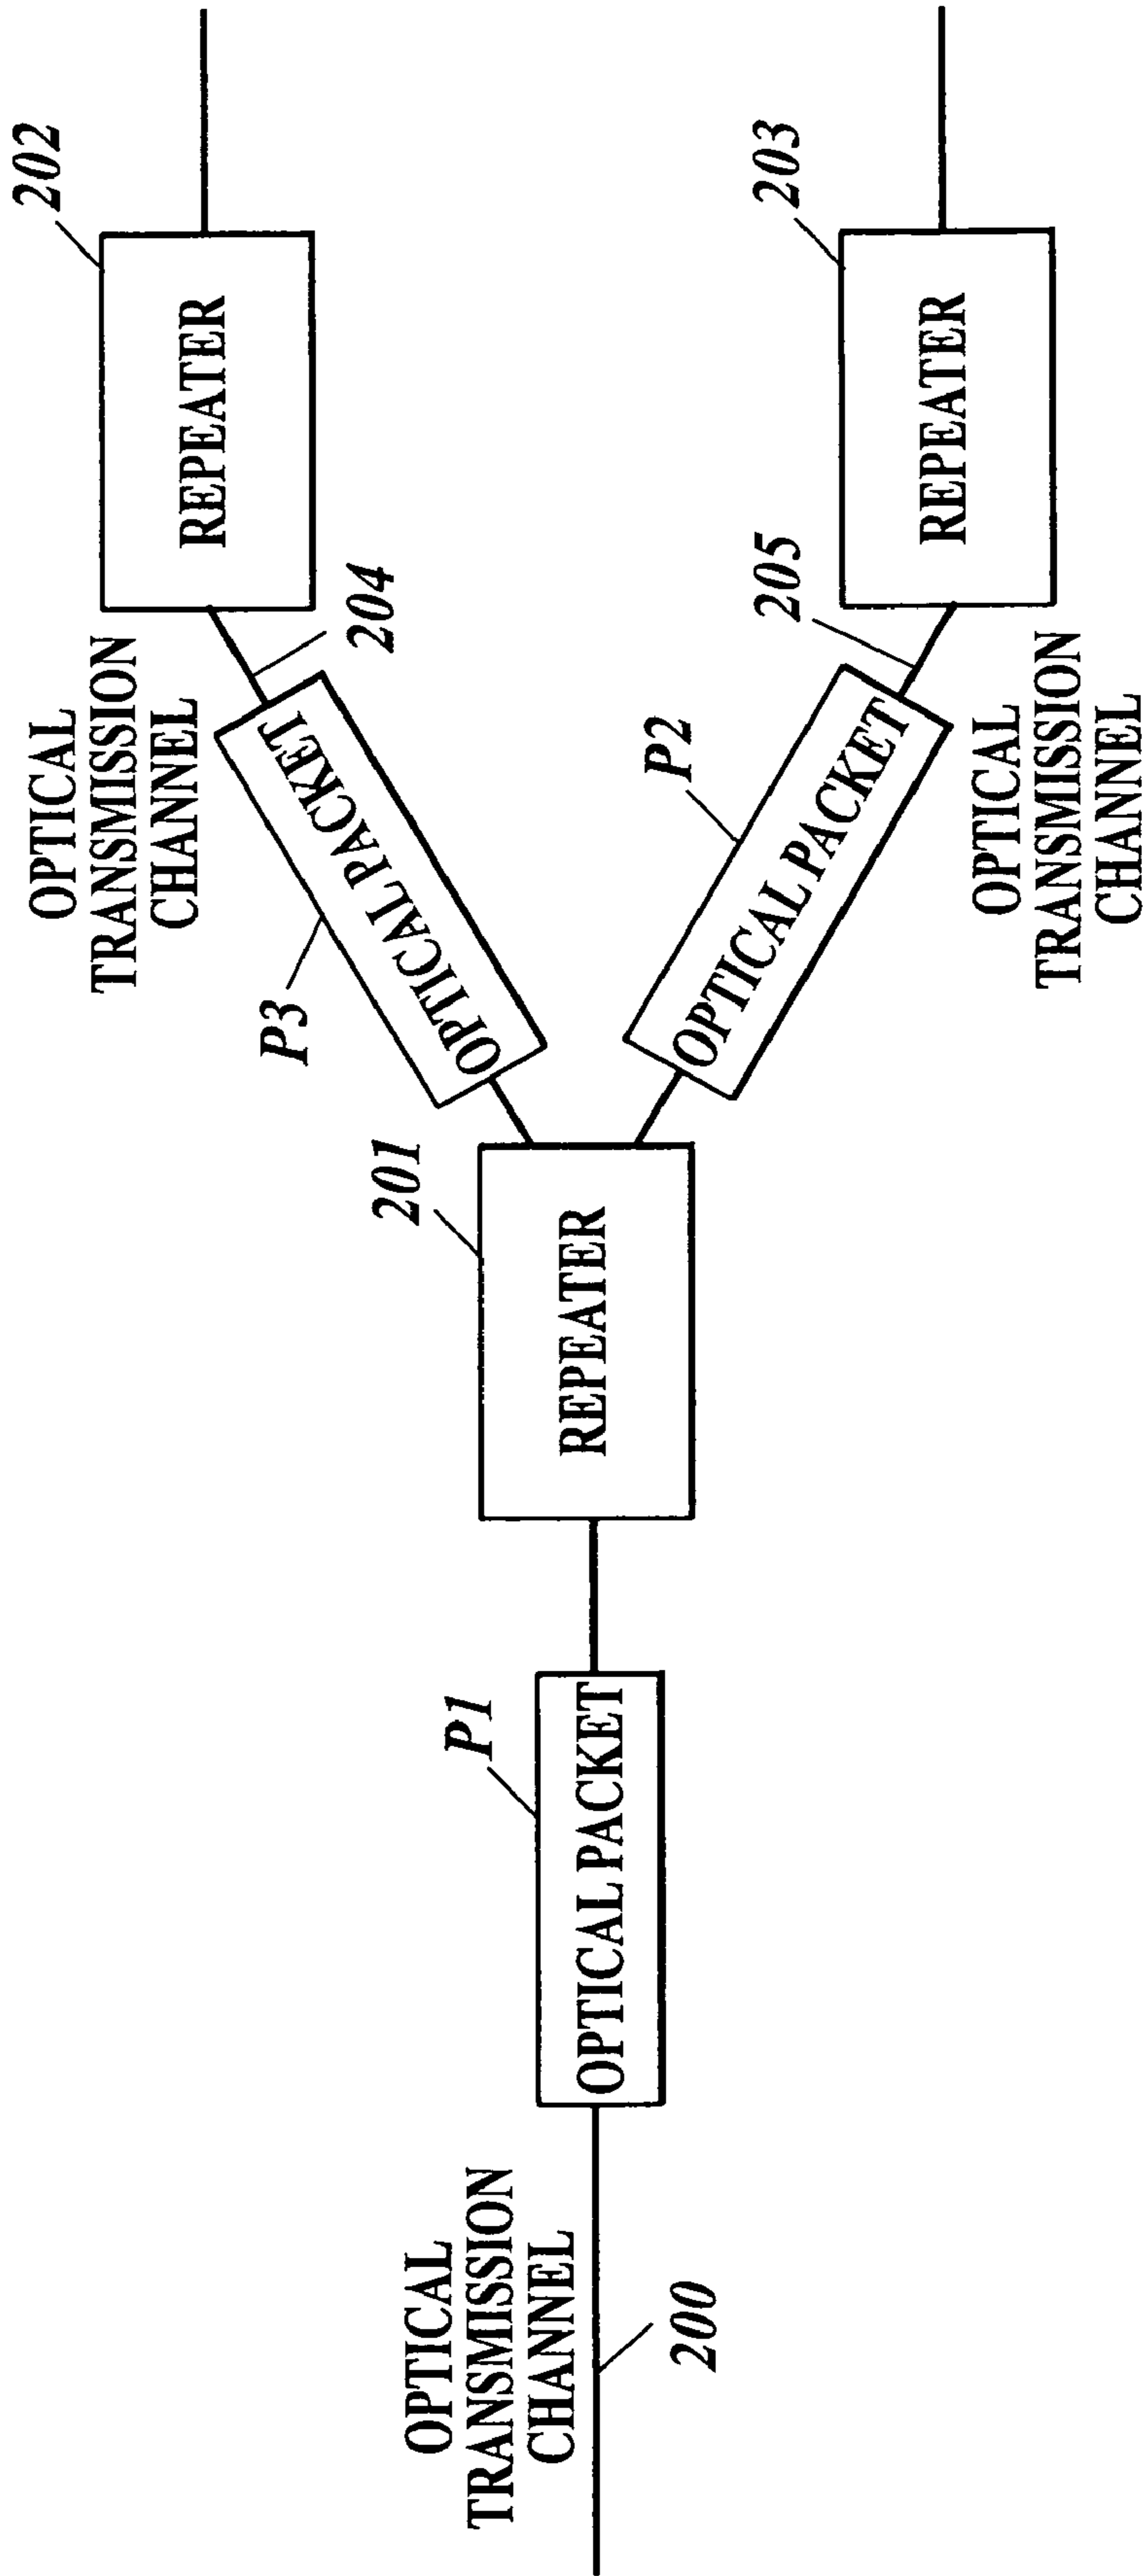 OPTICAL
TRANSMISSION
CHANNEL
200
P1
OPTICAL PACKET
201
REPEATER
P3
OPTICAL PACKET
OPTICAL
TRANSMISSION
CHANNEL
204
202
REPEATER
P2
OPTICAL PACKET
205
OPTICAL
TRANSMISSION
CHANNEL
203
REPEATER